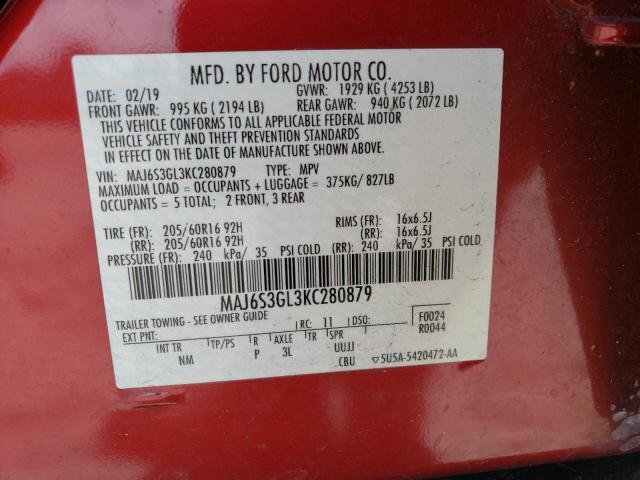 MFD. BY FORD MOTOR CO.
DATE: 02/19 GVWR: 1929 KG ( 4253 LB)
FRONT GAWR: 995 KG ( 2194 LB) REAR GAWR: 940 KG ( 2072 LB)
THIS VEHICLE CONFORMS TO ALL APPLICABLE FEDERAL MOTOR
VEHICLE SAFETY AND THEFT PREVENTION STANDARDS
IN EFFECT ON THE DATE OF MANUFACTURE SHOWN ABOVE.
VIN: MAJ6S3GL3KC280879 TYPE: MPV
MAXIMUM LOAD = OCCUPANTS + LUGGAGE = 375KG/ 827LB
OCCUPANTS = 5 TOTAL; 2 FRONT, 3 REAR
TIRE (FR): 205/60R16 92H RIMS (FR): 16x6.5J
(RR): 205/60R16 92H (RR): 16x6.5J
PRESSURE (FR): 240 kPa/ 35 PSI COLD (RR): 240 kPa/ 35 PSI COLD
MAJ6S3GL3KC280879
TRAILER TOWING - SEE OWNER GUIDE
EXT PNT: RC: 11 DSO: F0024
R0044
INT TR TP/PS R AXLE TR SPR
NM P 3L UUJJ
CBU ▽5U5A-5420472-AA